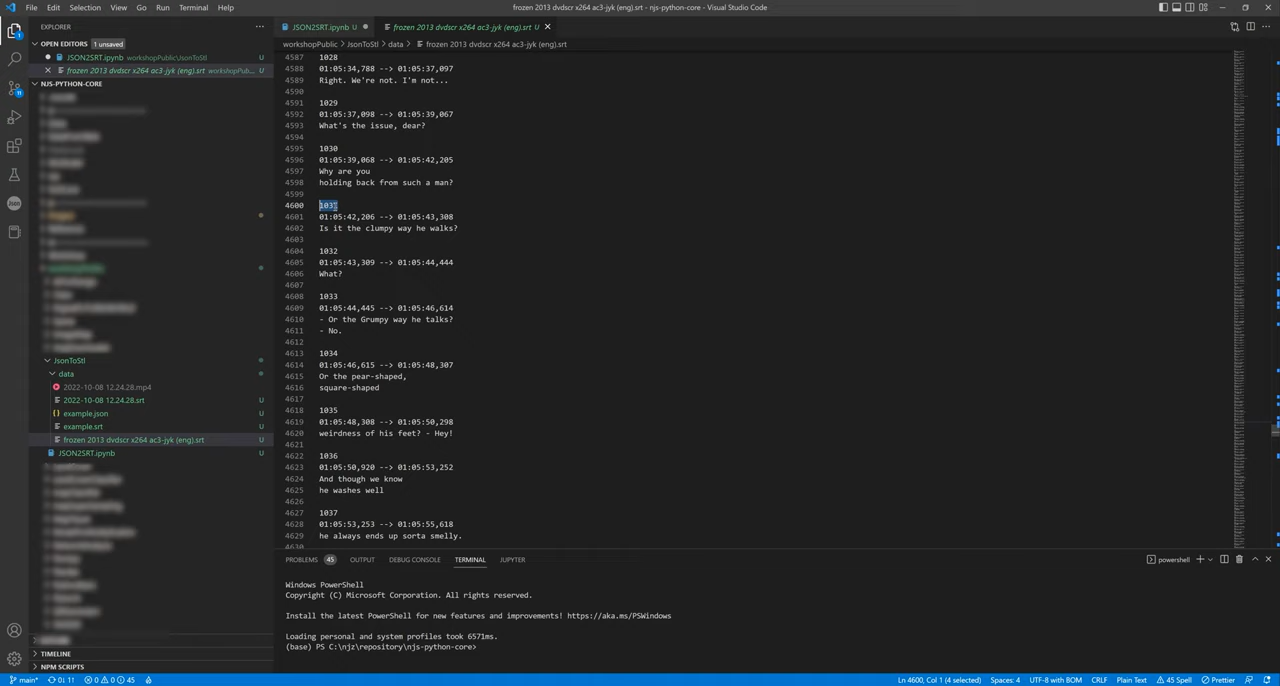 File Edit Selection View Go Run Terminal Help
frozen 2013 dvdscr x264 ac3-jyk (eng).srt - njs-python-core - Visual Studio Code
EXPLORER
OPEN EDITORS 1 unsaved
JSON2SRT.ipynb workshopPublic\JsonToStl
frozen 2013 dvdscr x264 ac3-jyk (eng).srt workshopPub...
NJS-PYTHON-CORE
JsonToStl
data
2022-10-08 12.24.28.mp4
2022-10-08 12.24.28.srt U
example.json U
example.srt U
frozen 2013 dvdscr x264 ac3-jyk (eng).srt U
JSON2SRT.ipynb U
TIMELINE
NPM SCRIPTS
JSON2SRT.ipynb
frozen 2013 dvdscr x264 ac3-jyk (eng).srt U
workshopPublic > JsonToStl > data > frozen 2013 dvdscr x264 ac3-jyk (eng).srt
4587 1028
4588 01:05:34,788 --> 01:05:37,097
4589 Right. We're not. I'm not...
4590
4591 1029
4592 01:05:37,098 --> 01:05:39,067
4593 What's the issue, dear?
4594
4595 1030
4596 01:05:39,068 --> 01:05:42,205
4597 Why are you
4598 holding back from such a man?
4599
4600 1031
4601 01:05:42,206 --> 01:05:43,308
4602 Is it the clumpy way he walks?
4603
4604 1032
4605 01:05:43,309 --> 01:05:44,444
4606 What?
4607
4608 1033
4609 01:05:44,445 --> 01:05:46,614
4610 - Or the Grumpy way he talks?
4611 - No.
4612
4613 1034
4614 01:05:46,615 --> 01:05:48,307
4615 Or the pear-shaped,
4616 square-shaped
4617
4618 1035
4619 01:05:48,308 --> 01:05:50,298
4620 weirdness of his feet? - Hey!
4621
4622 1036
4623 01:05:50,920 --> 01:05:53,252
4624 And though we know
4625 he washes well
4626
4627 1037
4628 01:05:53,253 --> 01:05:55,618
4629 he always ends up sorta smelly.
4630
PROBLEMS 45 OUTPUT DEBUG CONSOLE TERMINAL JUPYTER
powershell
Windows PowerShell
Copyright (C) Microsoft Corporation. All rights reserved.
Install the latest PowerShell for new features and improvements! https://aka.ms/PSWindows
Loading personal and system profiles took 6571ms.
(base) PS C:\njz\repository\njs-python-core>
main* 0↓ 1↑ 0 0 45
Ln 4600, Col 1 (4 selected) Spaces: 4 UTF-8 with BOM CRLF Plain Text 45 Spell Prettier